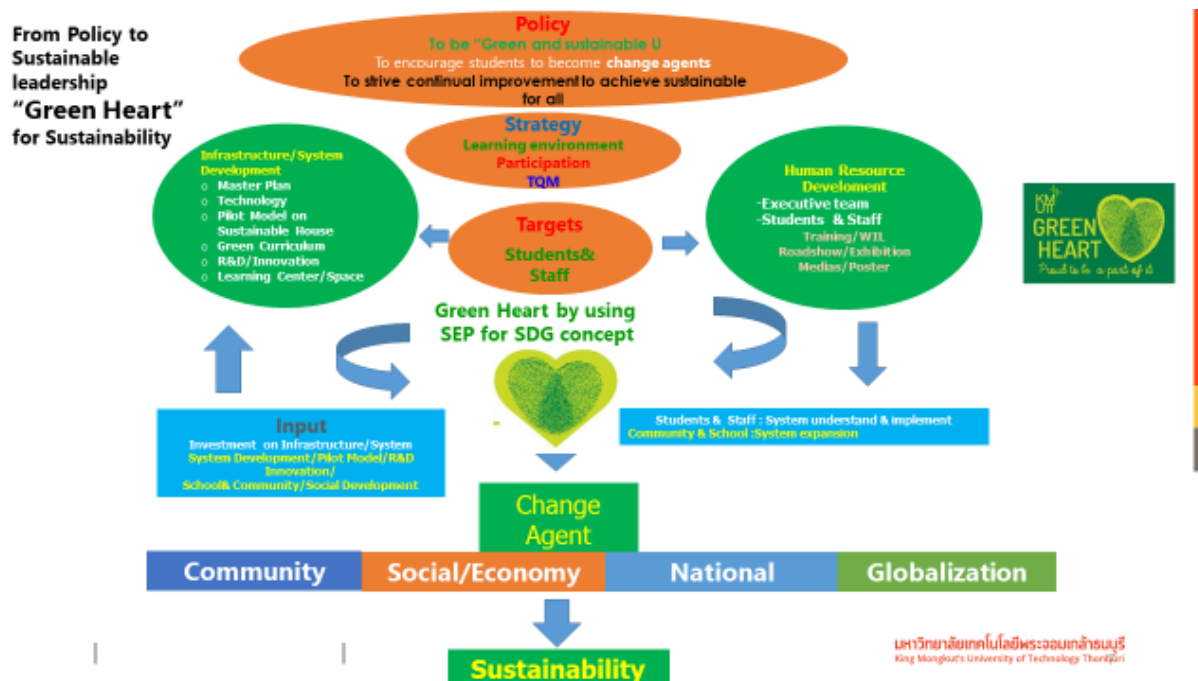 From Policy to
Sustainable
leadership
“Green Heart”
for Sustainability
Policy
To be “Green and sustainable U
To encourage students to become change agents
To strive continual improvement to achieve sustainable
for all
Strategy
Learning environment
Participation
TQM
Infrastructure/System
Development
o Master Plan
o Technology
o Pilot Model on
Sustainable House
o Green Curriculum
o R&D/Innovation
o Learning Center/Space
Targets
Students&
Staff
Human Resource
Develoment
-Executive team
-Students & Staff
Training/WIL
Roadshow/Exhibition
Medias/Poster
KMUTT
GREEN
HEART
Proud to be a part of it
Green Heart by using
SEP for SDG concept
Input
Investment on Infrastructure/System
System Development/Pilot Model/R&D
Innovation/
School& Community/Social Development
Students & Staff : System understand & implement
Community & School :System expansion
Change
Agent
Community
Social/Economy
National
Globalization
Sustainability
มหาวิทยาลัยเทคโนโลยีพระจอมเกล้าธนบุรี
King Mongkut's University of Technology Thonburi